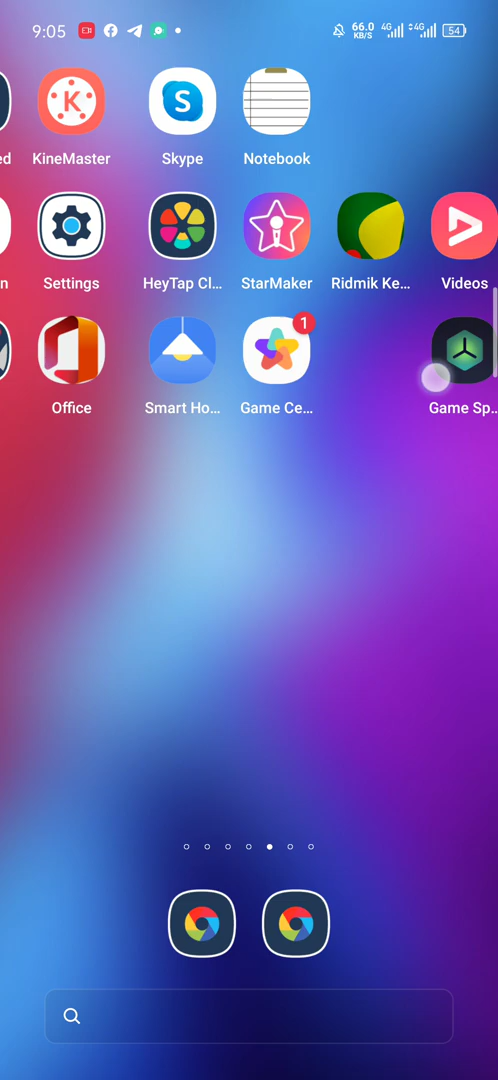 9:05 66.0 KB/S 4G 4G 54
ed KineMaster Skype Notebook
n Settings HeyTap Cl... StarMaker Ridmik Ke... Videos
1
Office Smart Ho... Game Ce... Game Sp...